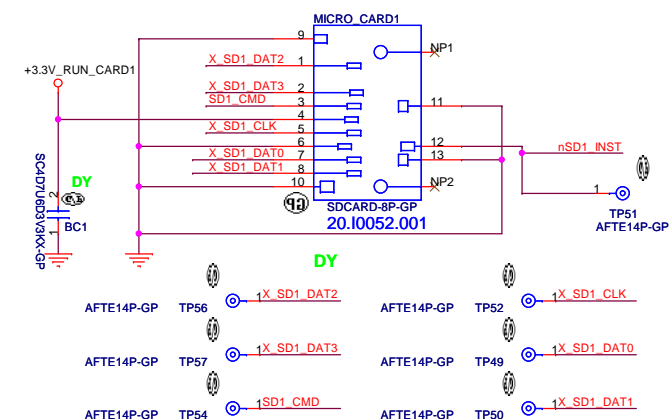 MICRO_CARD1
9
NP1
X_SD1_DAT2
1
+3.3V_RUN_CARD1
X_SD1_DAT3
2
SD1_CMD
3
11
4
X_SD1_CLK
5
6
12
nSD1_INST
X_SD1_DAT0
7
13
X_SD1_DAT1
8
10
NP2
SC4D7U6D3V3KX-GP
DY
2
1
BC1
SDCARD-8P-GP
20.I0052.001
1
TP51
AFTE14P-GP
DY
AFTE14P-GP TP56 1 X_SD1_DAT2
AFTE14P-GP TP52 1 X_SD1_CLK
AFTE14P-GP TP57 1 X_SD1_DAT3
AFTE14P-GP TP49 1 X_SD1_DAT0
AFTE14P-GP TP54 1 SD1_CMD
AFTE14P-GP TP50 1 X_SD1_DAT1